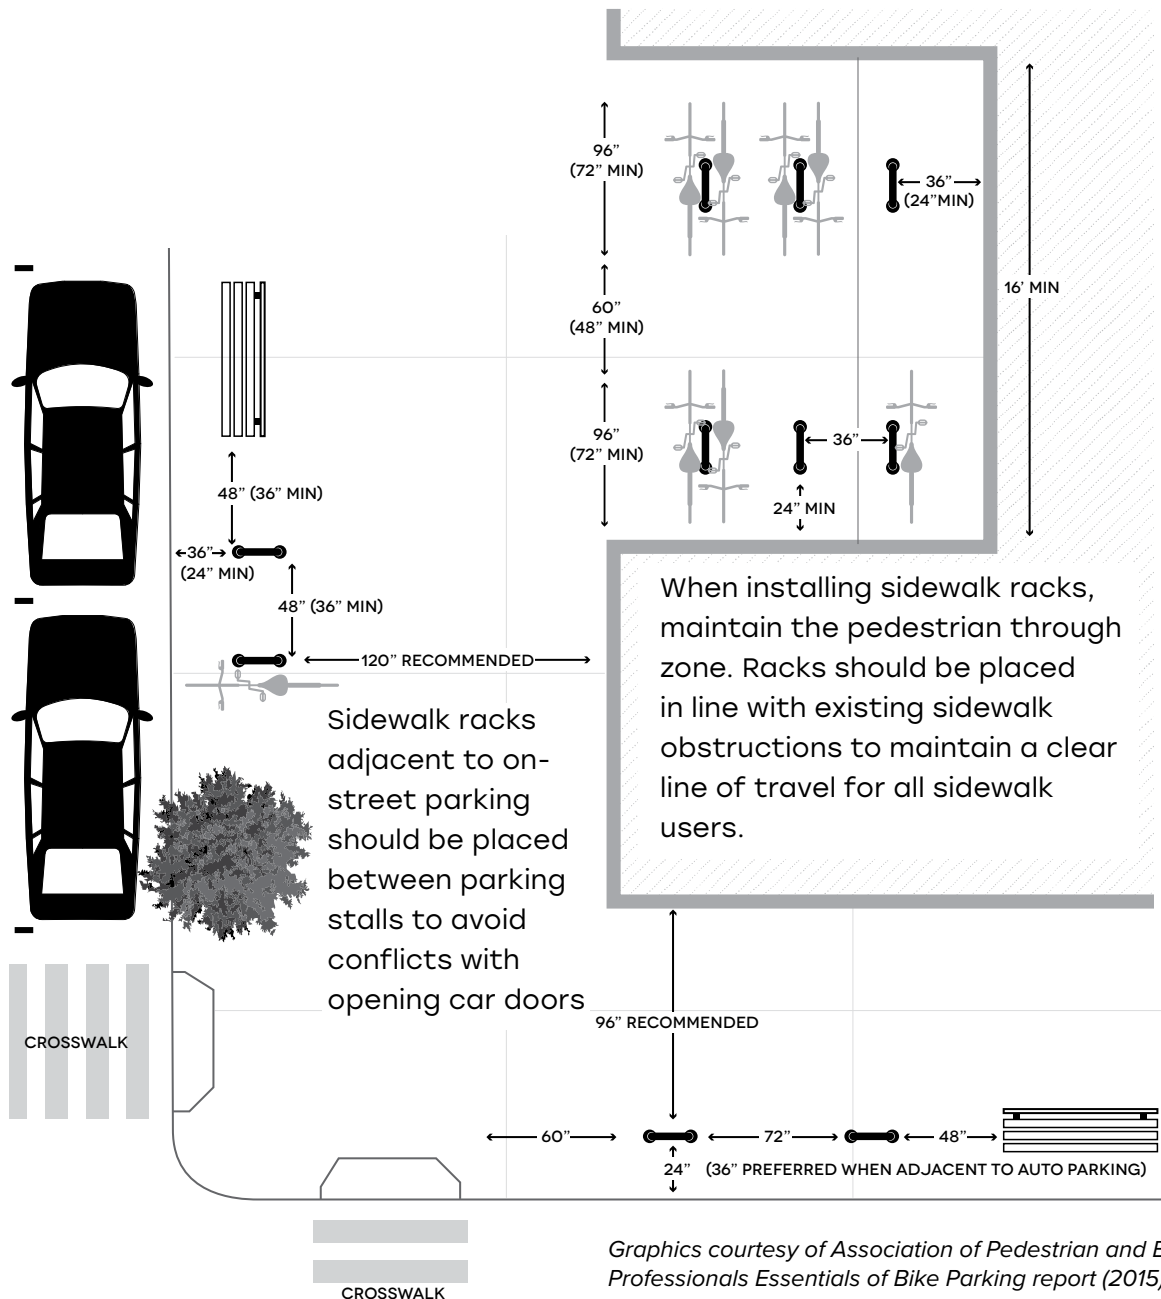 96”
(72” MIN)
36”
(24”MIN)
16’ MIN
60”
(48” MIN)
96”
(72” MIN)
36”
24” MIN
48” (36” MIN)
36”
(24” MIN)
48” (36” MIN)
120” RECOMMENDED
When installing sidewalk racks,
maintain the pedestrian through
zone. Racks should be placed
in line with existing sidewalk
obstructions to maintain a clear
line of travel for all sidewalk
users.
Sidewalk racks
adjacent to on-
street parking
should be placed
between parking
stalls to avoid
conflicts with
opening car doors
96” RECOMMENDED
CROSSWALK
60”
72”
48”
24” (36” PREFERRED WHEN ADJACENT TO AUTO PARKING)
CROSSWALK
Graphics courtesy of Association of Pedestrian and
Professionals Essentials of Bike Parking report (2015)